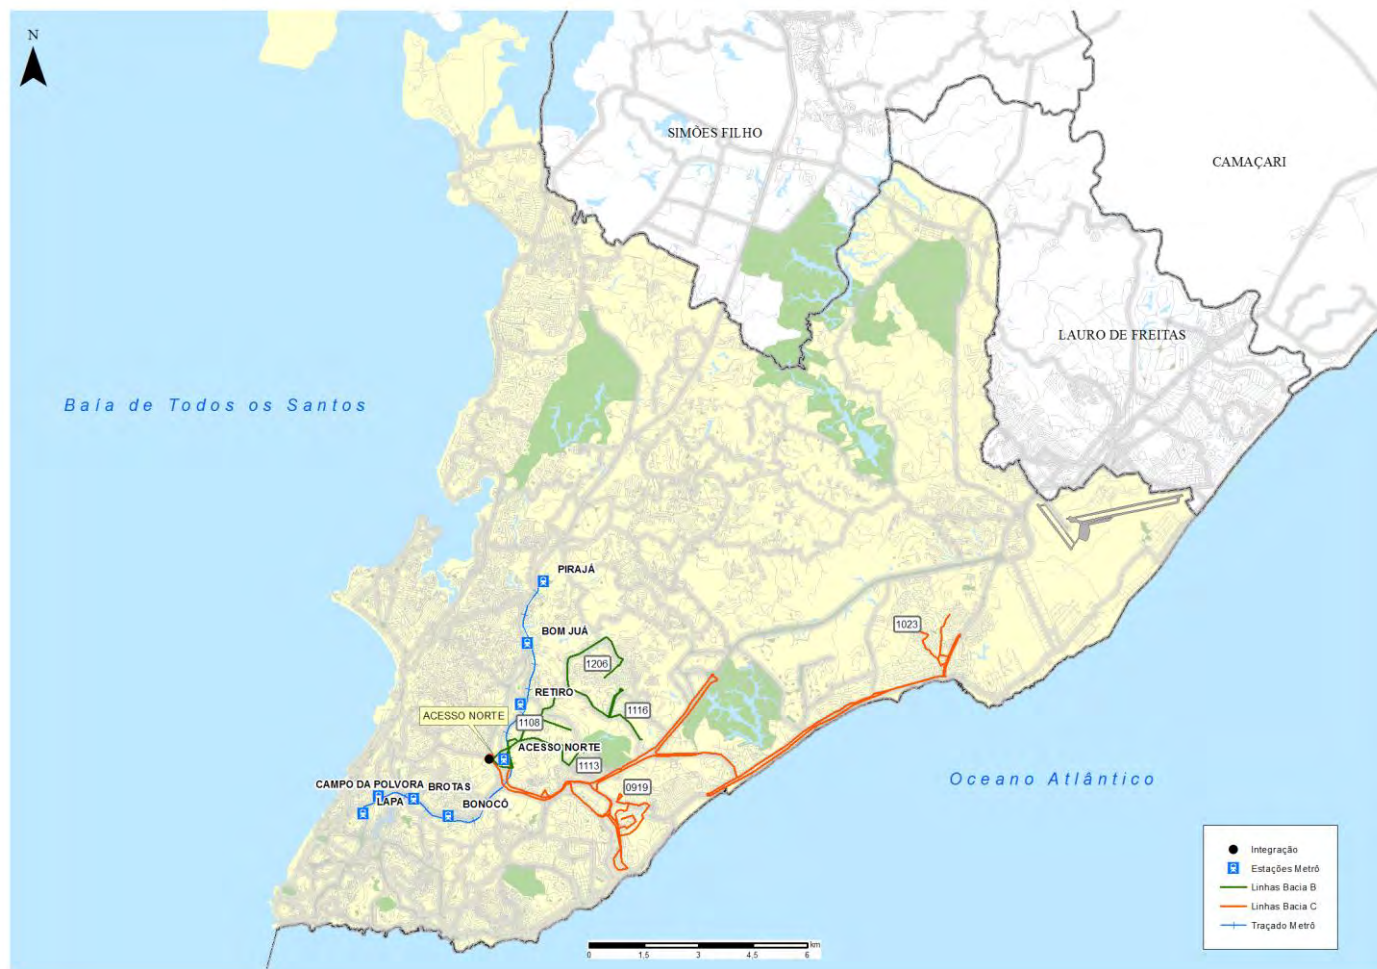 N
SIMÕES FILHO
CAMAÇARI
LAURO DE FREITAS
Baía de Todos os Santos
PIRAJÁ
1023
BOM JUÁ
1206
RETIRO
1116
ACESSO NORTE
1108
ACESSO NORTE
1113
CAMPO DA POLVORA
BROTAS
0919
LAPA
BONOCÔ
Oceano Atlântico
Integração
Estações Metrô
Linhas Bacia B
Linhas Bacia C
Traçado Metrô
km
0 1,5 3 4,5 6